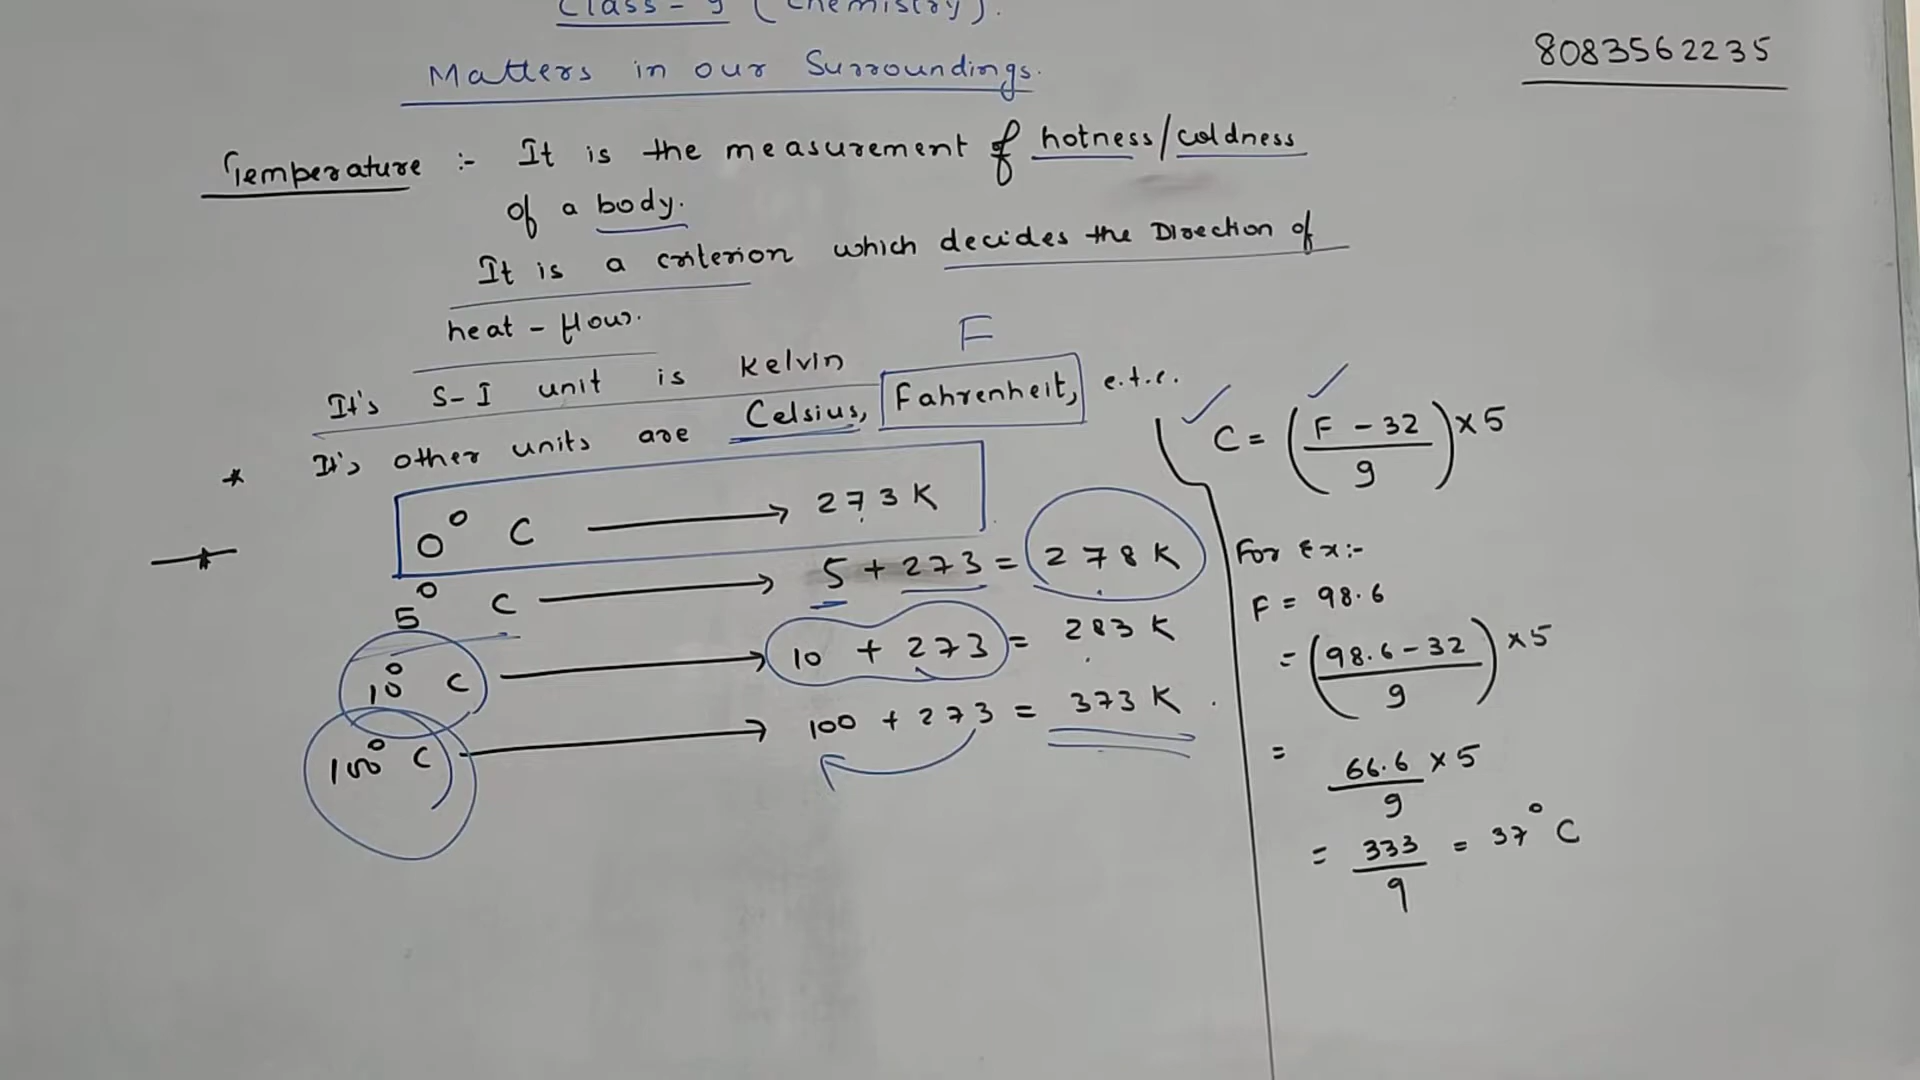 Class - 9 (Chemistry).
8083562235
Matters in our Surroundings.
Temperature :- It is the measurement of hotness/coldness
of a body.
It is a criterion which decides the Direction of
heat - flow.
It's S-I unit is Kelvin
F
* It's other units are Celsius, Fahrenheit, e.t.c.
0° C → 273 K
5° C → 5 + 273 = 278 K
10° C → 10 + 273 = 283 K
100° C → 100 + 273 = 373 K
C = (F - 32 / 9) × 5
For Ex:-
F = 98.6
= (98.6 - 32 / 9) × 5
= 66.6 × 5 / 9
= 333 / 9 = 37° C